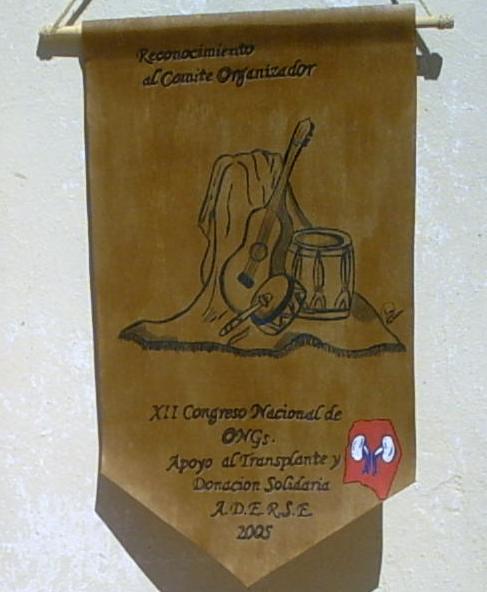 Reconocimiento
al Comite Organizador
XII Congreso Nacional de
ONGs.
Apoyo al Transplante y
Donacion Solidaria
A.D.E.R.S.E.
2005